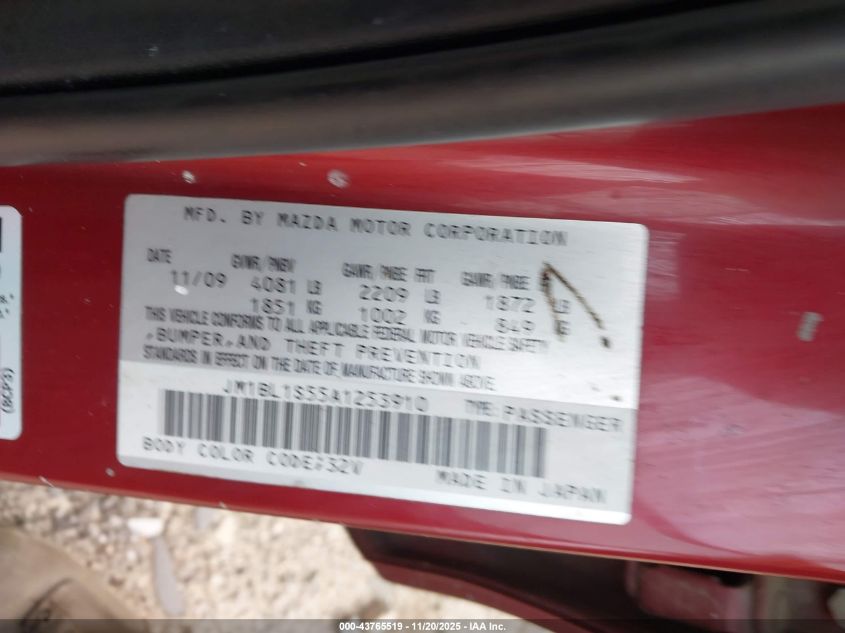 MFD. BY MAZDA MOTOR CORPORATION
DATE GVWR/PNBV GAWR/PNBE FRT GAWR/PNBE
11/09 4081 LB 2209 LB 1872 LB
1851 KG 1002 KG 849 KG
THIS VEHICLE CONFORMS TO ALL APPLICABLE FEDERAL MOTOR VEHICLE SAFETY
,BUMPER,AND THEFT PREVENTION
STANDARDS IN EFFECT ON THE DATE OF MANUFACTURE SHOWN ABOVE.
JM1BL1S55A1253910 TYPE:PASSENGER
BODY COLOR CODE:32V MADE IN JAPAN
(BCP3)
000-43765519 - 11/20/2025 - IAA Inc.